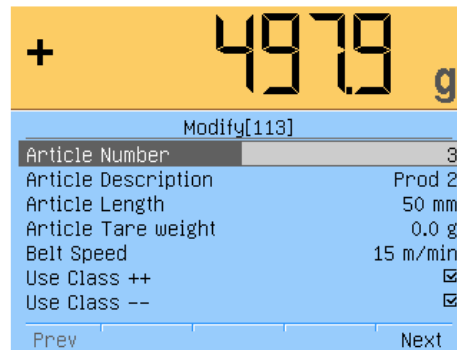 + 497.9 g
Modify[113]
Article Number 3
Article Description Prod 2
Article Length 50 mm
Article Tare weight 0.0 g
Belt Speed 15 m/min
Use Class ++ ☑
Use Class -- ☑
Prev Next